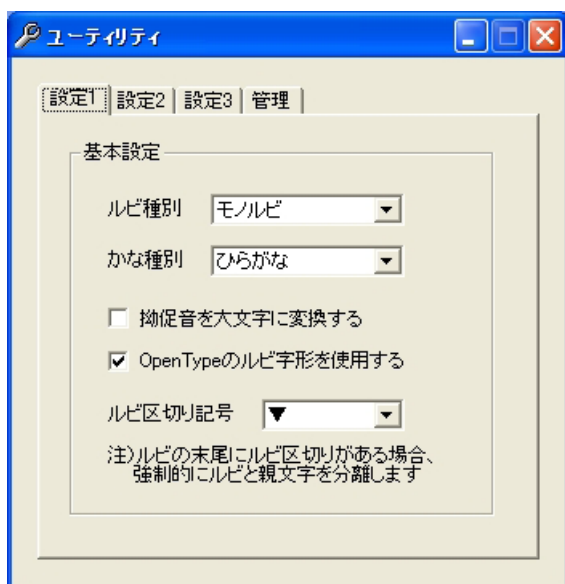 ユーティリティ
設定1 設定2 設定3 管理
基本設定
ルビ種別 モノルビ
かな種別 ひらがな
拗促音を大文字に変換する
OpenTypeのルビ字形を使用する
ルビ区切り記号 ▼
注)ルビの末尾にルビ区切りがある場合、
強制的にルビと親文字を分離します